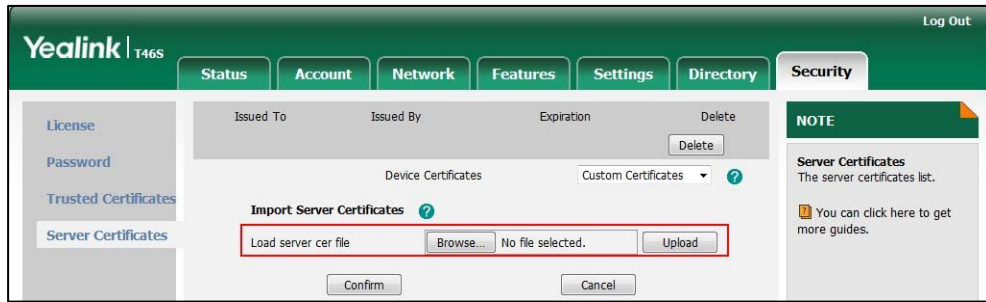 Log Out
Yealink T46S
Status Account Network Features Settings Directory Security
License
Password
Trusted Certificates
Server Certificates
Issued To Issued By Expiration Delete
Delete
Device Certificates Custom Certificates ?
Import Server Certificates ?
Load server cer file Browse... No file selected. Upload
Confirm Cancel
NOTE
Server Certificates
The server certificates list.
? You can click here to get
more guides.